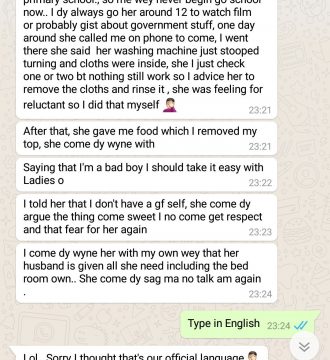 primary school., so me wey never begin go school
now.. I dy always go her around 12 to watch film
or probably gist about government stuff, one day
around she called me on phone to come, I went
there she said her washing machine just stooped
turning and cloths were inside, she I just check
one or two bt nothing still work so I advice her to
remove the cloths and rinse it , she was feeling for
reluctant so I did that myself 🤦🏻‍♂️ 23:21
After that, she gave me food which I removed my
top, she come dy wyne with 23:21
Saying that I'm a bad boy I should take it easy with
Ladies o 23:22
I told her that I don't have a gf self, she come dy
argue the thing come sweet I no come get respect
and that fear for her again 23:23
I come dy wyne her with my own wey that her
husband is given all she need including the bed
room own.. She come dy sag ma no talk am again
. 23:24
Type in English 23:24
Lol.. Sorry I thought that's our official language